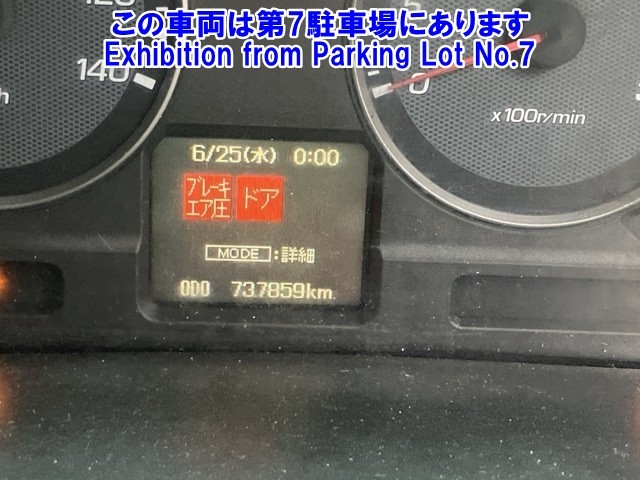 この車両は第7駐車場にあります
Exhibition from Parking Lot No.7
120
140
5
0
x100r/min
6/25(水) 0:00
ブレーキ
エア圧
ドア
MODE:詳細
ODO 737859km